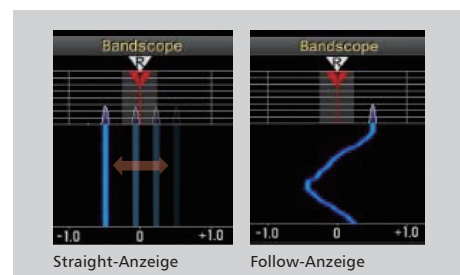 Bandscope
R
-1.0 0 +1.0
Straight-Anzeige
Bandscope
R
-1.0 0 +1.0
Follow-Anzeige